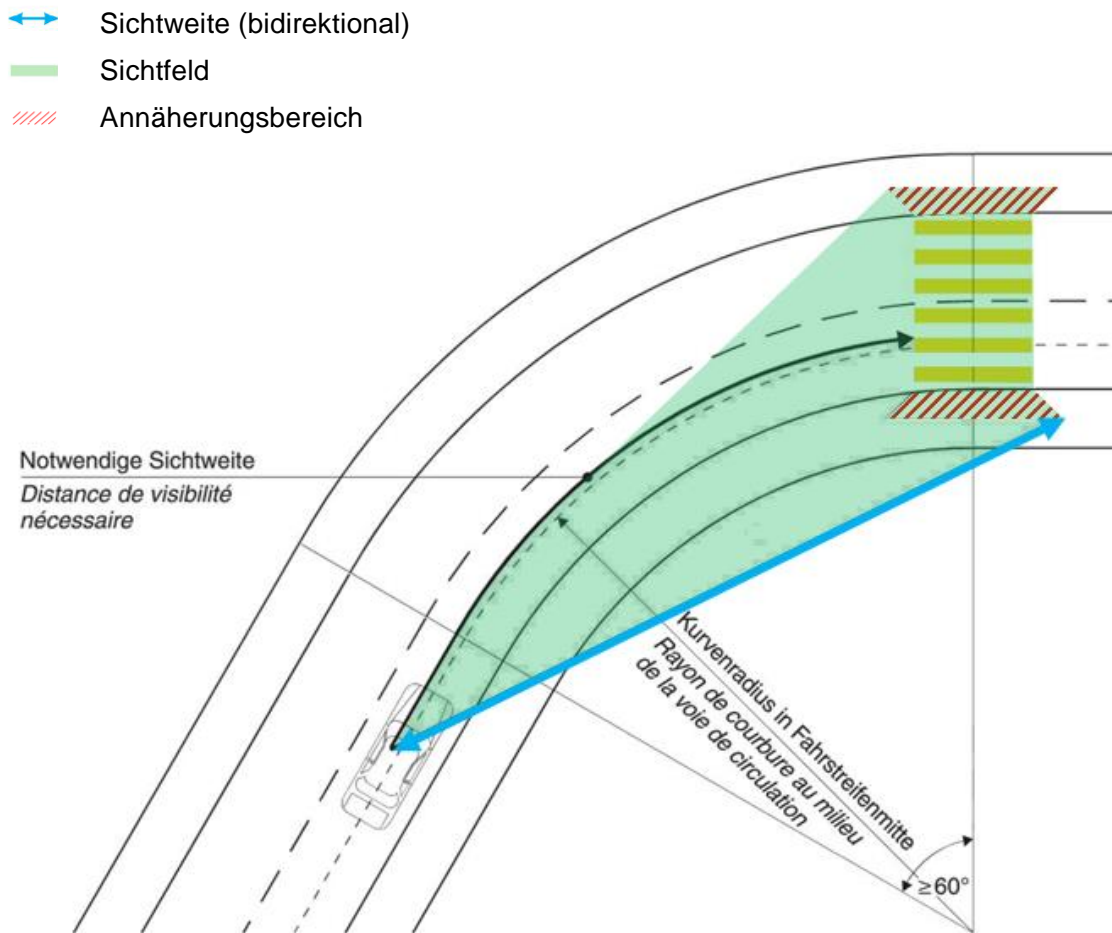 Sichtweite (bidirektional)
Sichtfeld
Annäherungsbereich
Notwendige Sichtweite
Distance de visibilité
nécessaire
Kurvenradius in Fahrstreifenmitte
Rayon de courbure au milieu
de la voie de circulation
≥60°